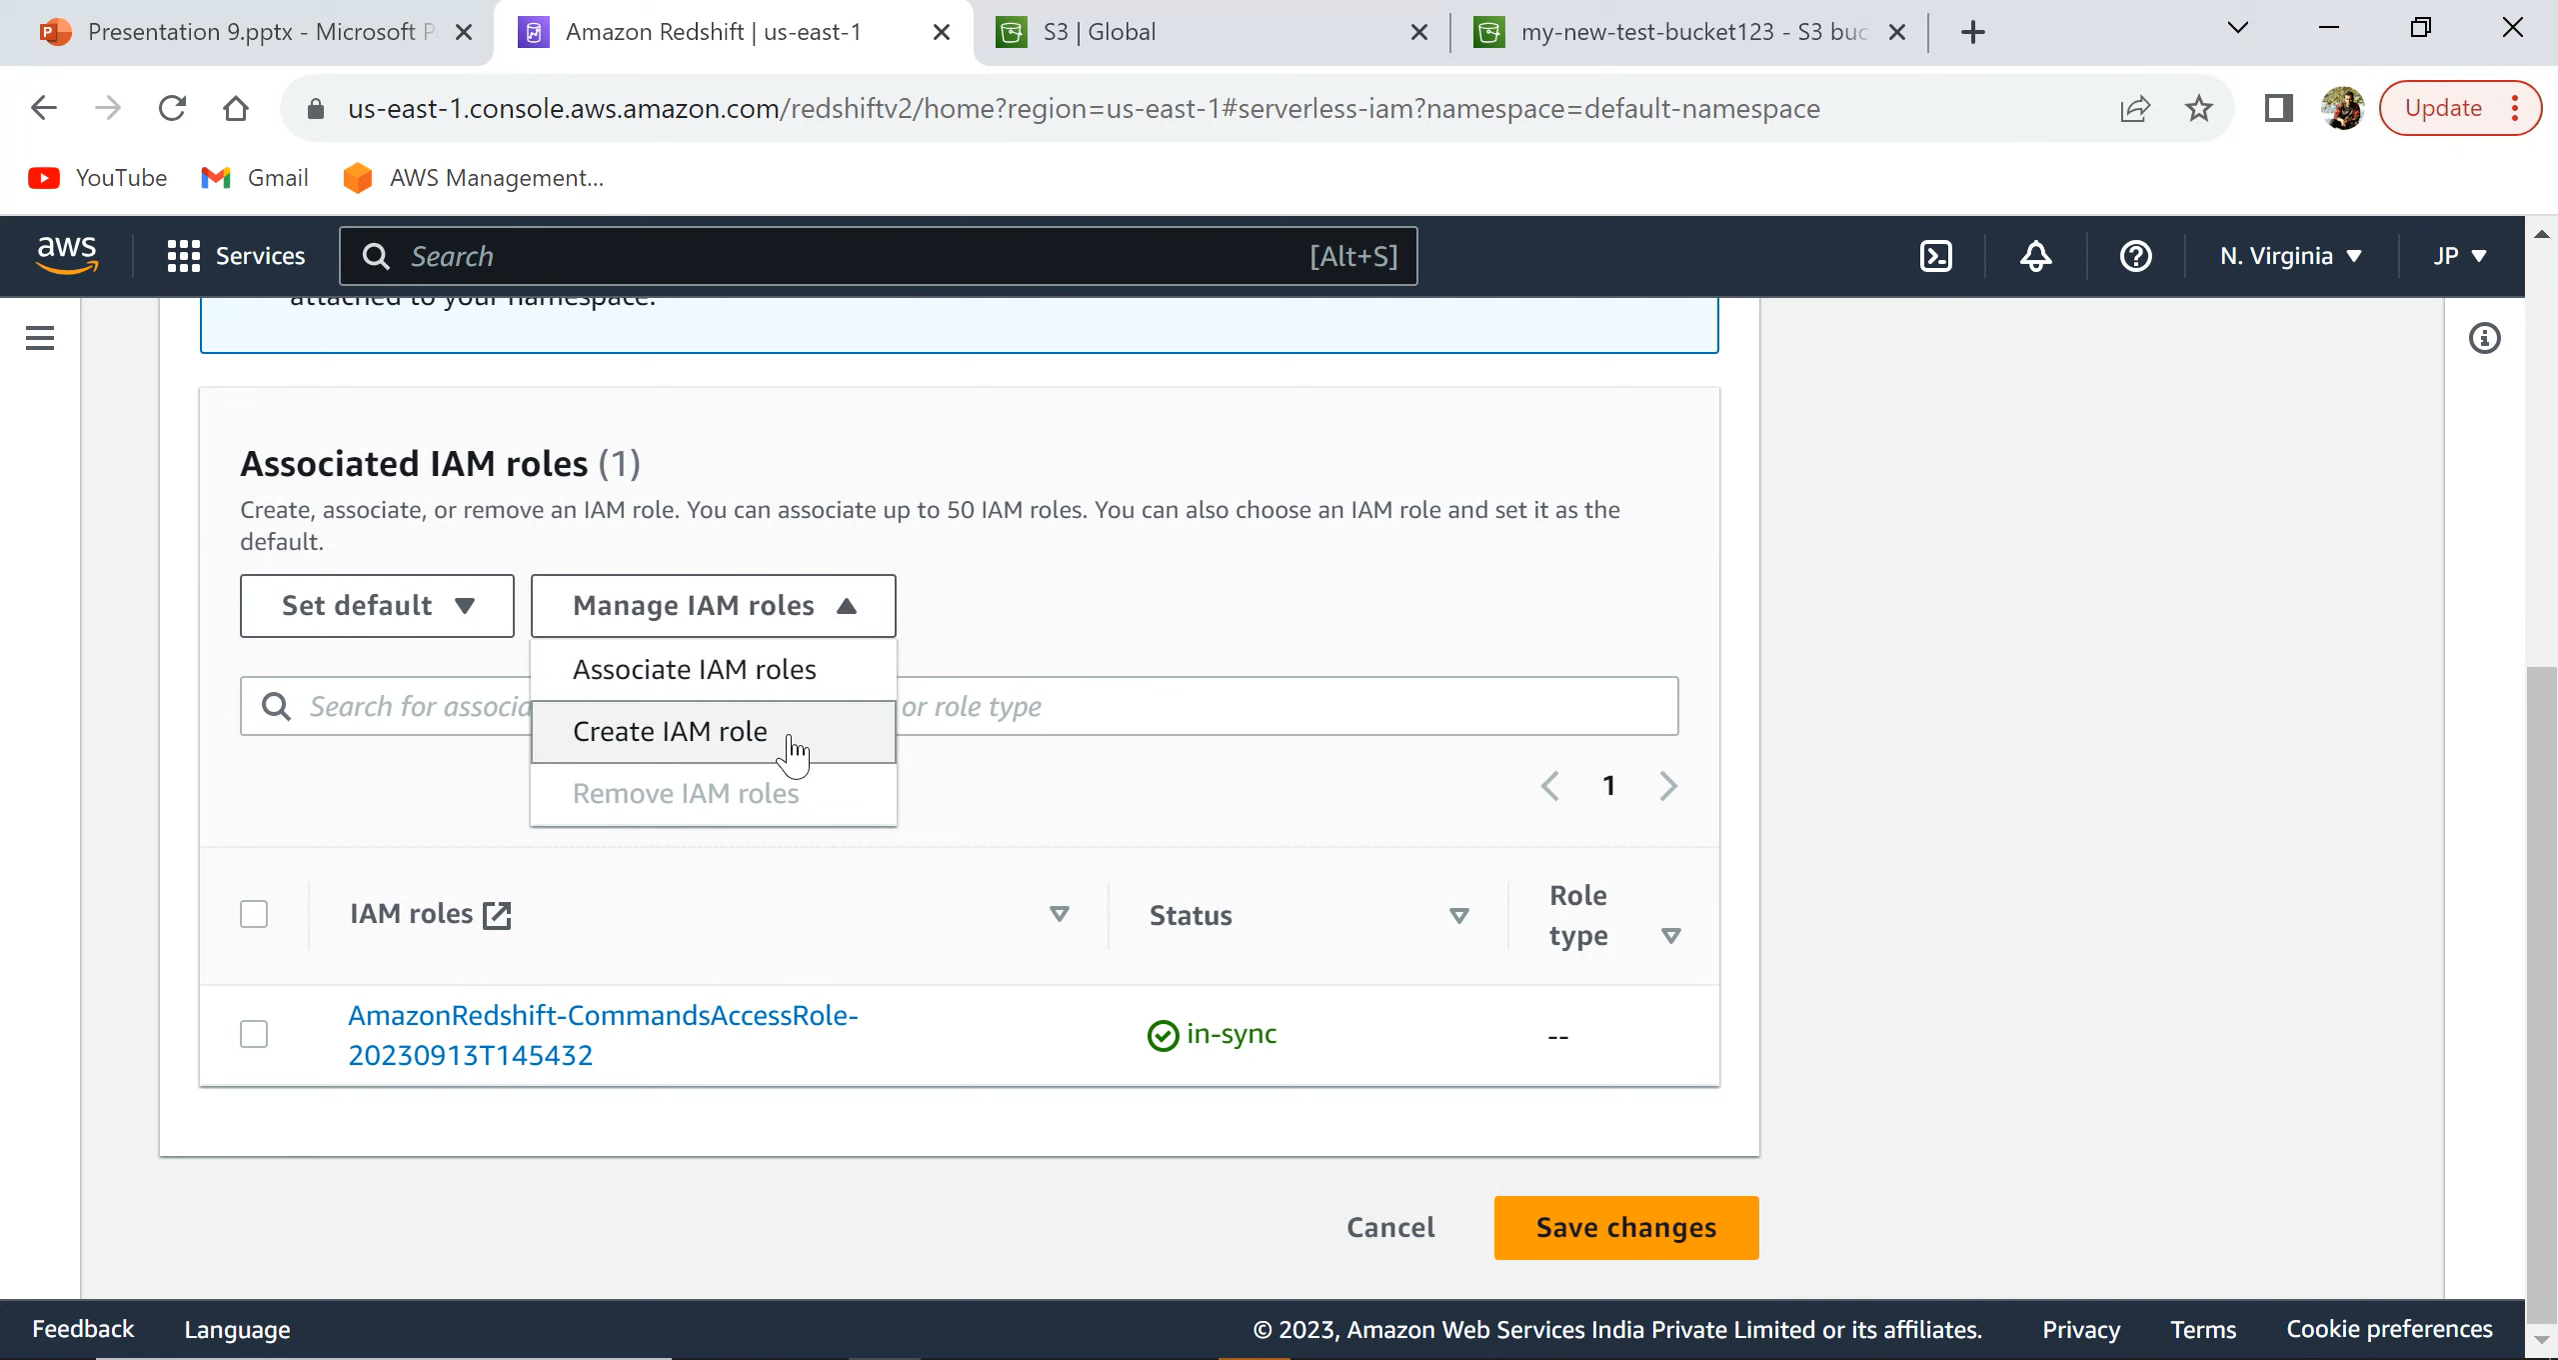 Presentation 9.pptx - Microsoft P
Amazon Redshift | us-east-1
S3 | Global
my-new-test-bucket123 - S3 buc
us-east-1.console.aws.amazon.com/redshiftv2/home?region=us-east-1#serverless-iam?namespace=default-namespace
Update
YouTube
Gmail
AWS Management...
aws
Services
Search
[Alt+S]
N. Virginia
JP
attached to your namespace.
Associated IAM roles (1)
Create, associate, or remove an IAM role. You can associate up to 50 IAM roles. You can also choose an IAM role and set it as the
default.
Set default
Manage IAM roles
Associate IAM roles
Search for associa
or role type
Create IAM role
Remove IAM roles
1
IAM roles
Status
Role
type
AmazonRedshift-CommandsAccessRole-
20230913T145432
in-sync
--
Cancel
Save changes
Feedback
Language
© 2023, Amazon Web Services India Private Limited or its affiliates.
Privacy
Terms
Cookie preferences